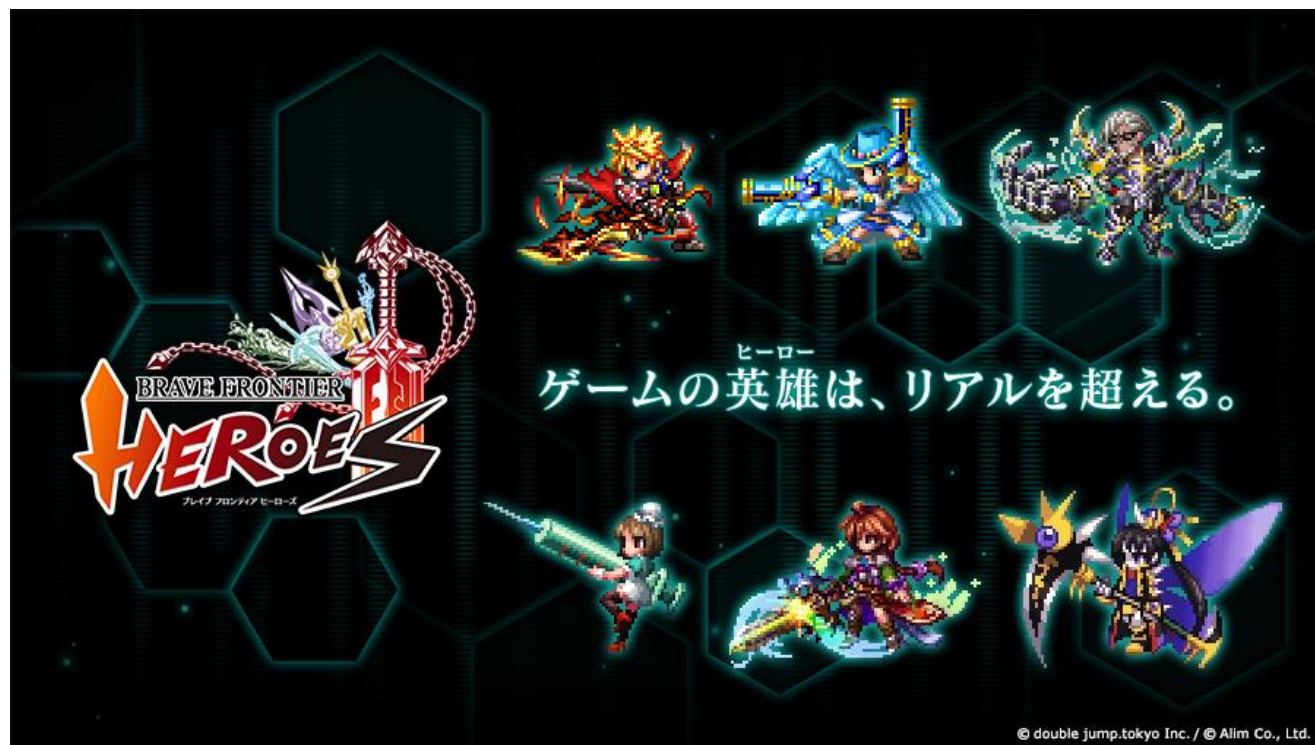 BRAVE FRONTIER
HEROES
ブレイブ フロンティア ヒーローズ
ヒーロー
ゲームの英雄は、リアルを超える。
© double jump.tokyo Inc. / © Alim Co., Ltd.